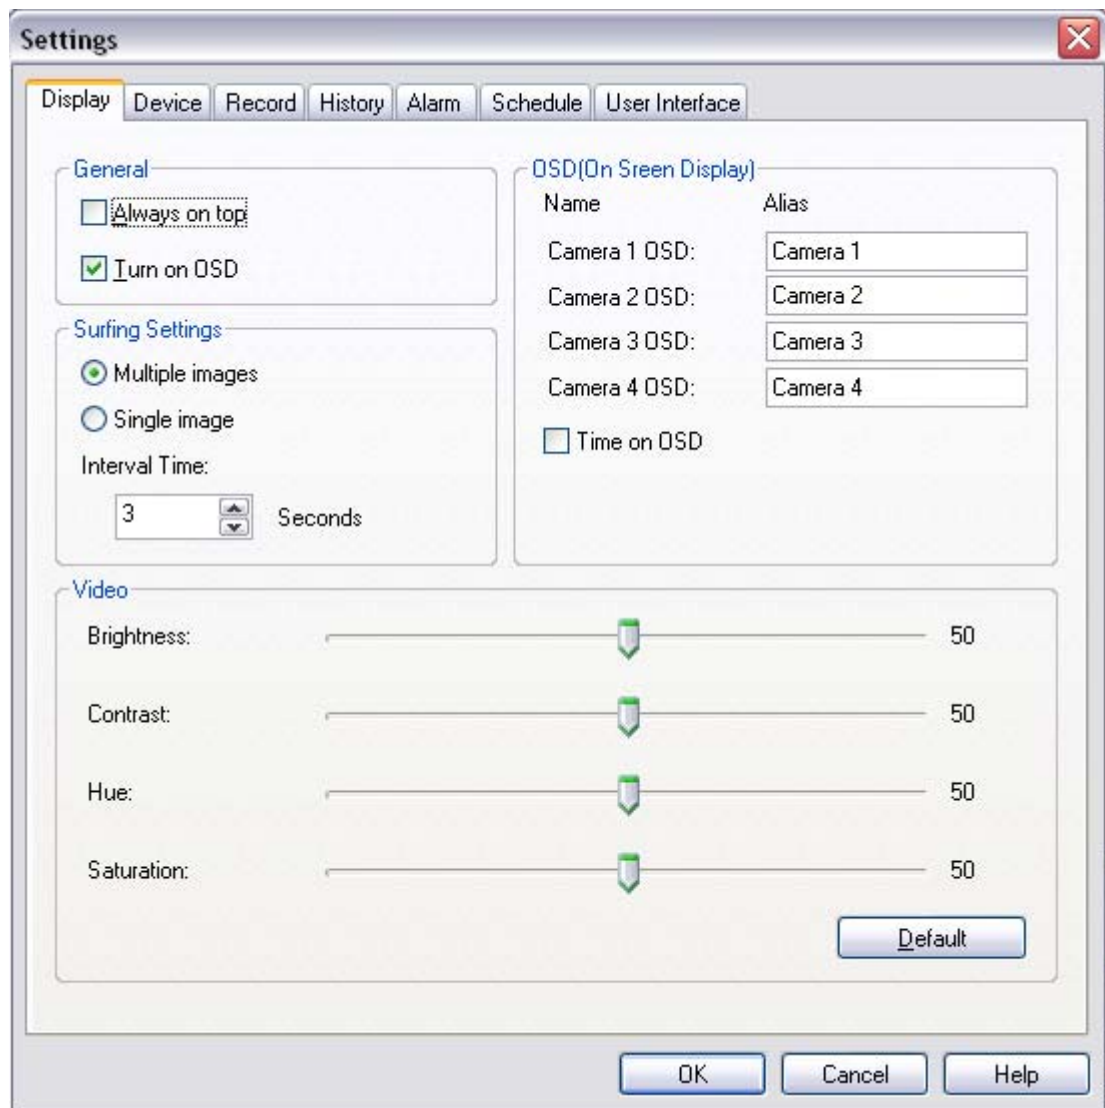 Settings
Display Device Record History Alarm Schedule User Interface
General
Always on top
Turn on OSD
Surfing Settings
Multiple images
Single image
Interval Time:
3 Seconds
OSD(On Sreen Display)
Name Alias
Camera 1 OSD: Camera 1
Camera 2 OSD: Camera 2
Camera 3 OSD: Camera 3
Camera 4 OSD: Camera 4
Time on OSD
Video
Brightness: 50
Contrast: 50
Hue: 50
Saturation: 50
Default
OK Cancel Help